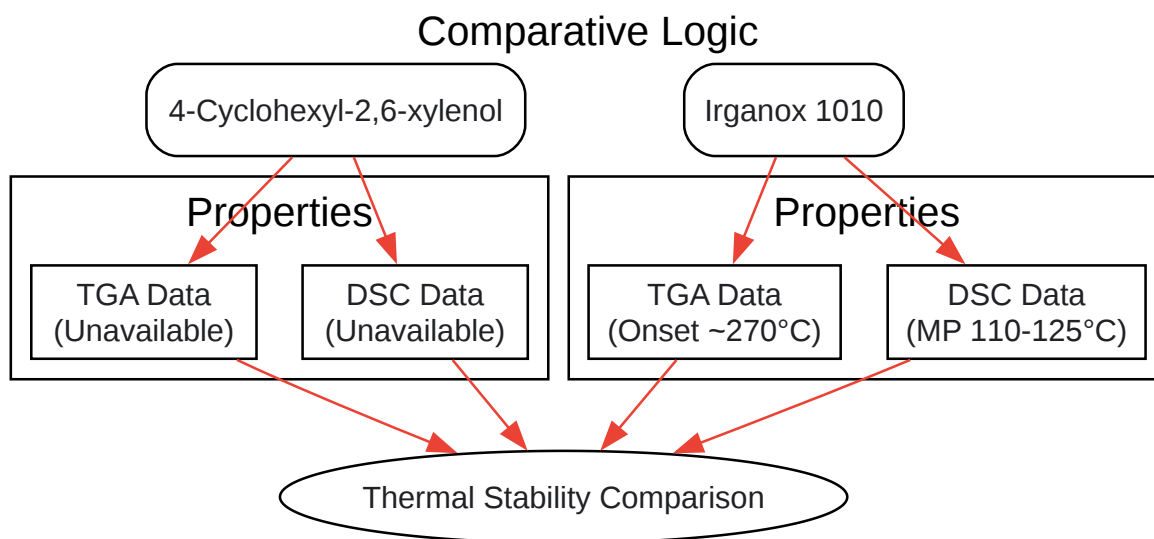 Comparative Logic
4-Cyclohexyl-2,6-xylenol
Irganox 1010
Properties
Properties
TGA Data
(Unavailable)
DSC Data
(Unavailable)
TGA Data
(Onset ~270°C)
DSC Data
(MP 110-125°C)
Thermal Stability Comparison